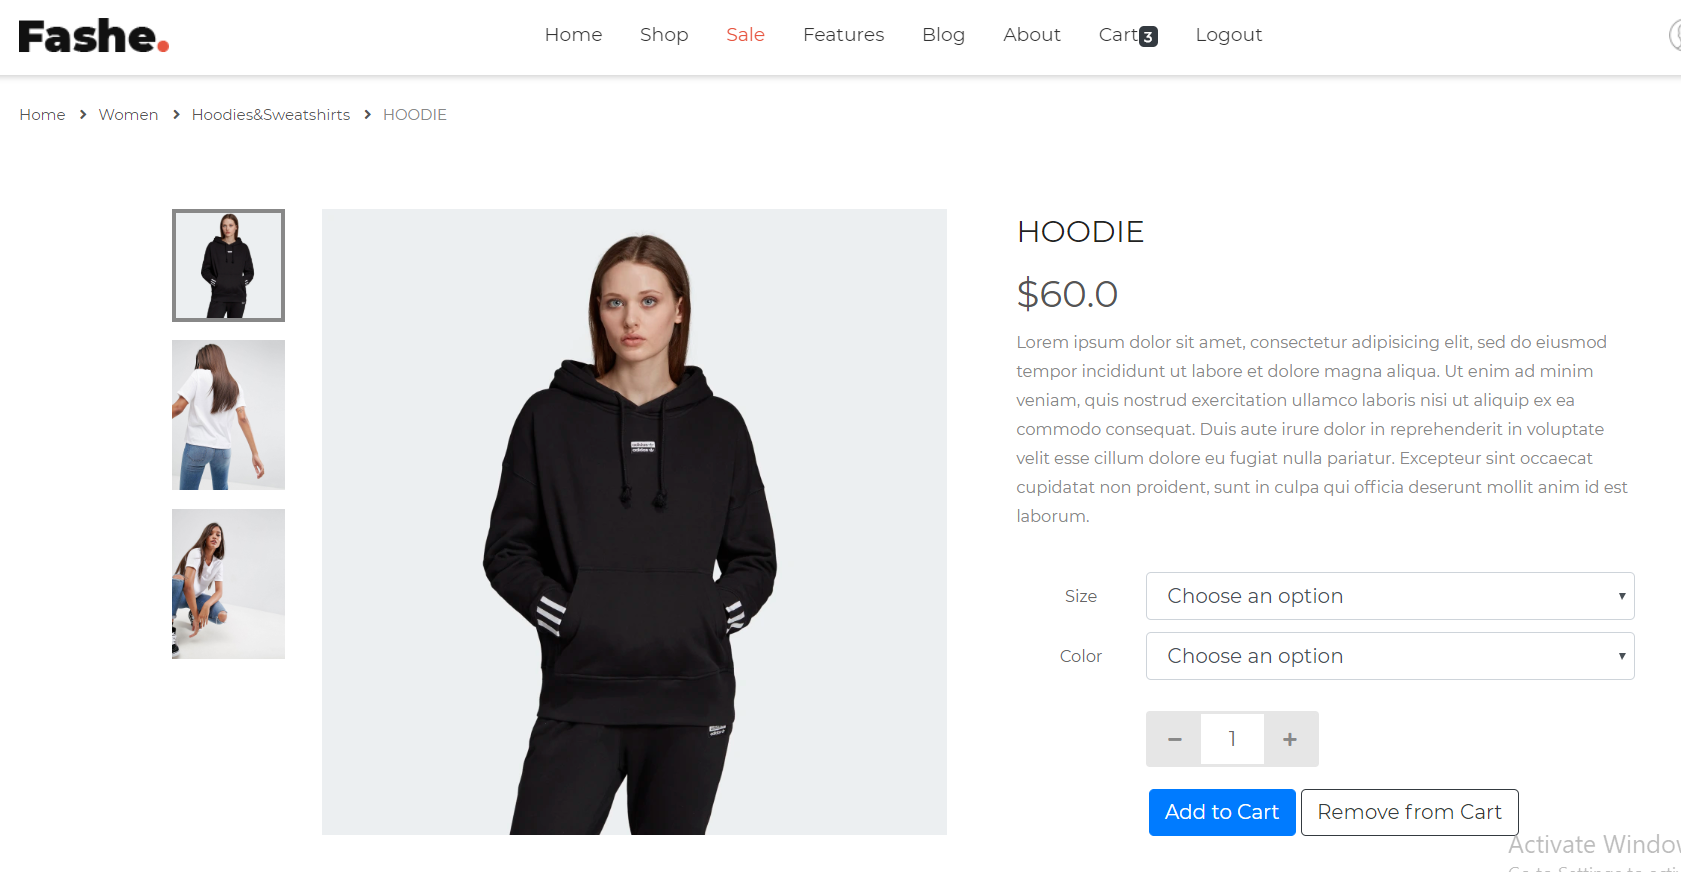 Fashe.
Home Shop Sale Features Blog About Cart 3 Logout
Home > Women > Hoodies&Sweatshirts > HOODIE
HOODIE
$60.0
Lorem ipsum dolor sit amet, consectetur adipisicing elit, sed do eiusmod
tempor incididunt ut labore et dolore magna aliqua. Ut enim ad minim
veniam, quis nostrud exercitation ullamco laboris nisi ut aliquip ex ea
commodo consequat. Duis aute irure dolor in reprehenderit in voluptate
velit esse cillum dolore eu fugiat nulla pariatur. Excepteur sint occaecat
cupidatat non proident, sunt in culpa qui officia deserunt mollit anim id est
laborum.
adidas
adidas
Size Choose an option
Color Choose an option
adidas
− 1 +
Add to Cart Remove from Cart
Activate Window